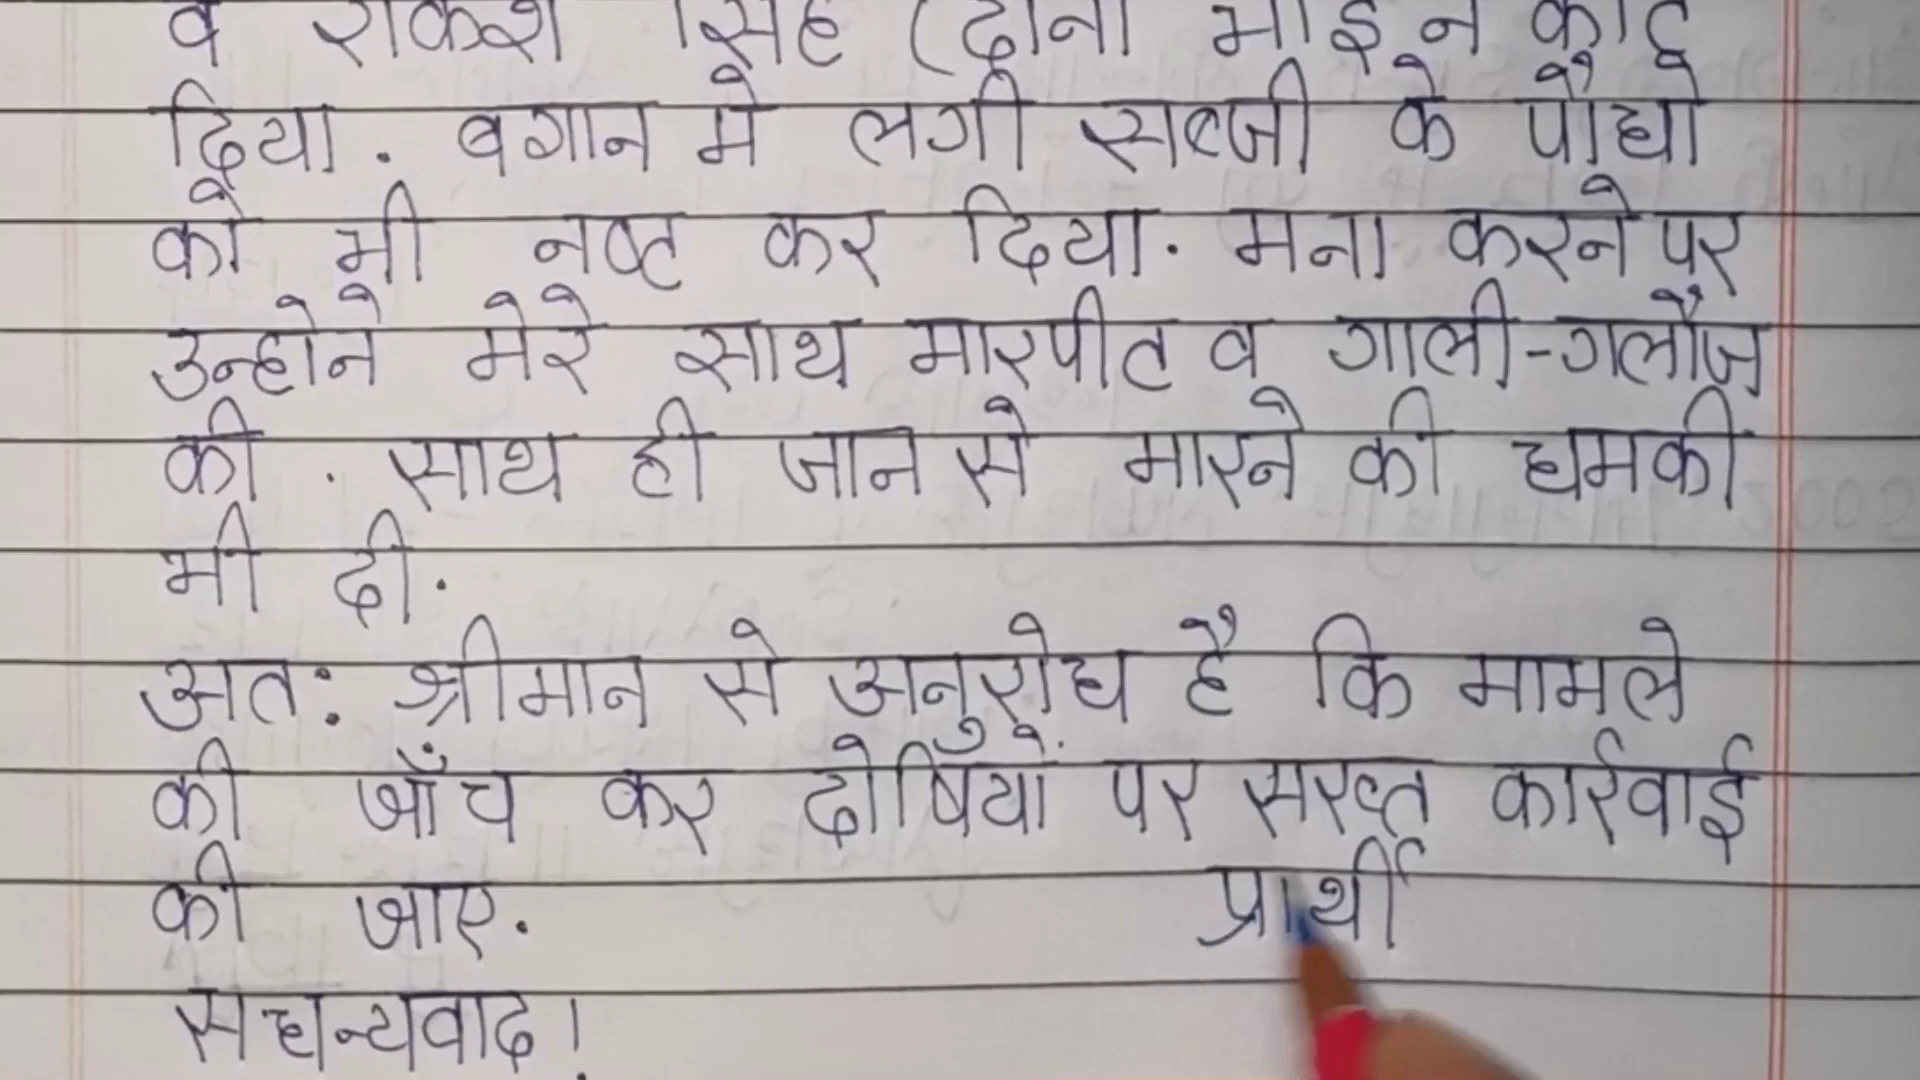 व राकेश सिंह (दोनो भाई ने काट
दिया. बगान मे लगी सब्जी के पौधो
को भी नष्ट कर दिया. मना करने पर
उन्होने मेरे साथ मारपीट व गाली-गलौज
की. साथ ही जान से मारने की धमकी
भी दी.
अत: श्रीमान से अनुरोध है कि मामले
की जाँच कर दोषियों पर सख्त कार्रवाई
की जाए. प्रार्थी
सधन्यवाद!